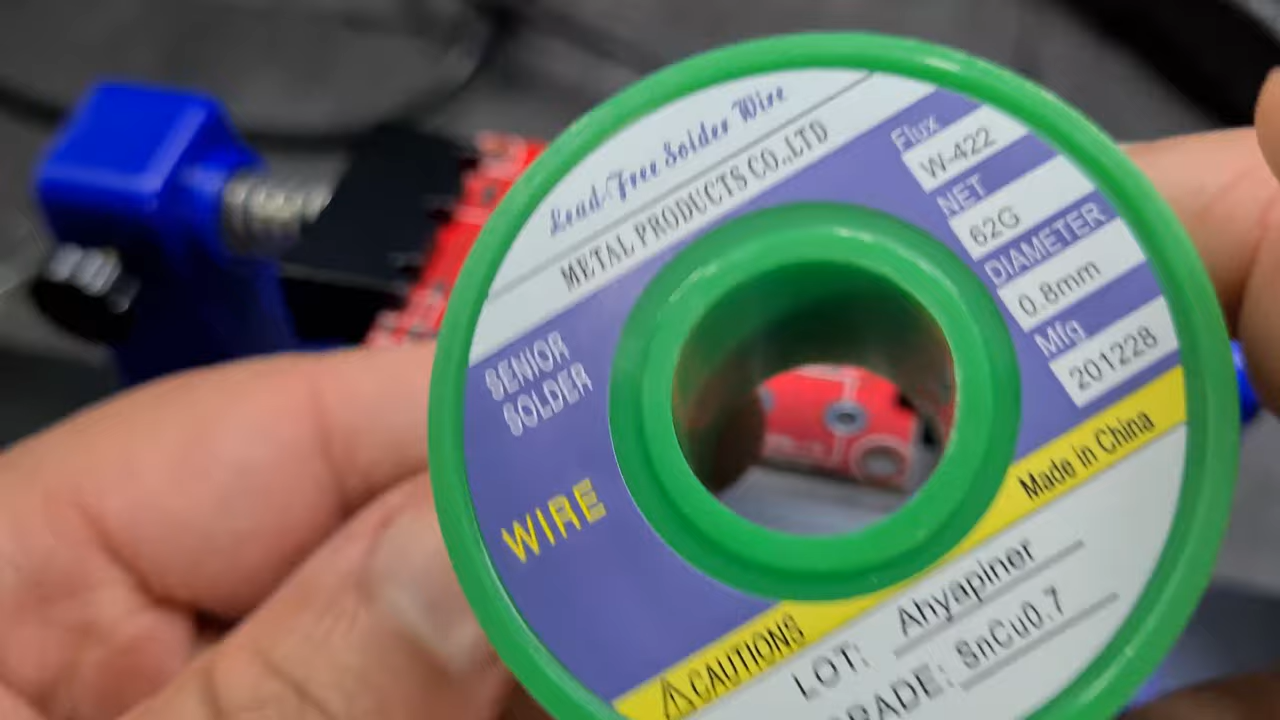 Lead-Free Solder Wire
METAL PRODUCTS CO.,LTD
Flux
W-422
NET
62G
DIAMETER
0.8mm
Mfg
201228
SENIOR
SOLDER
WIRE
Made in China
⚠CAUTIONS
LOT: Ahyapiner
RADE: SnCu0.7